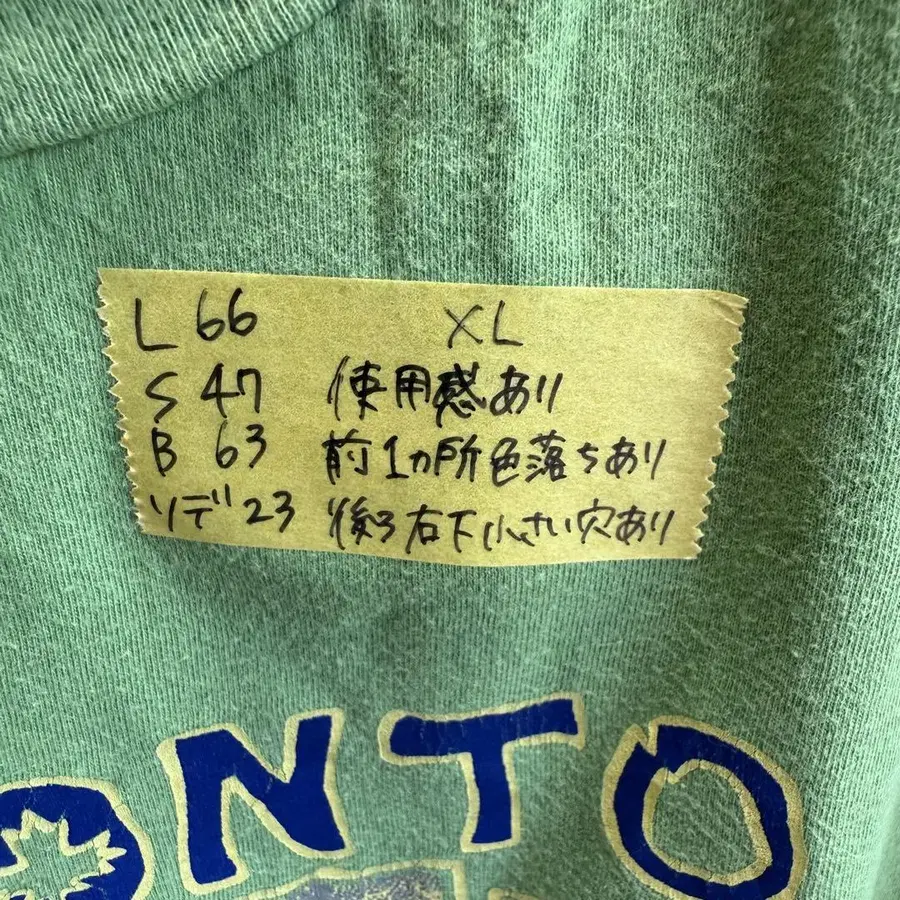 L 66 XL
S 47 使用感あり
B 63 前1ヵ所色落ちあり
ソデ 23 後ろ右下小さい穴あり
ONTO